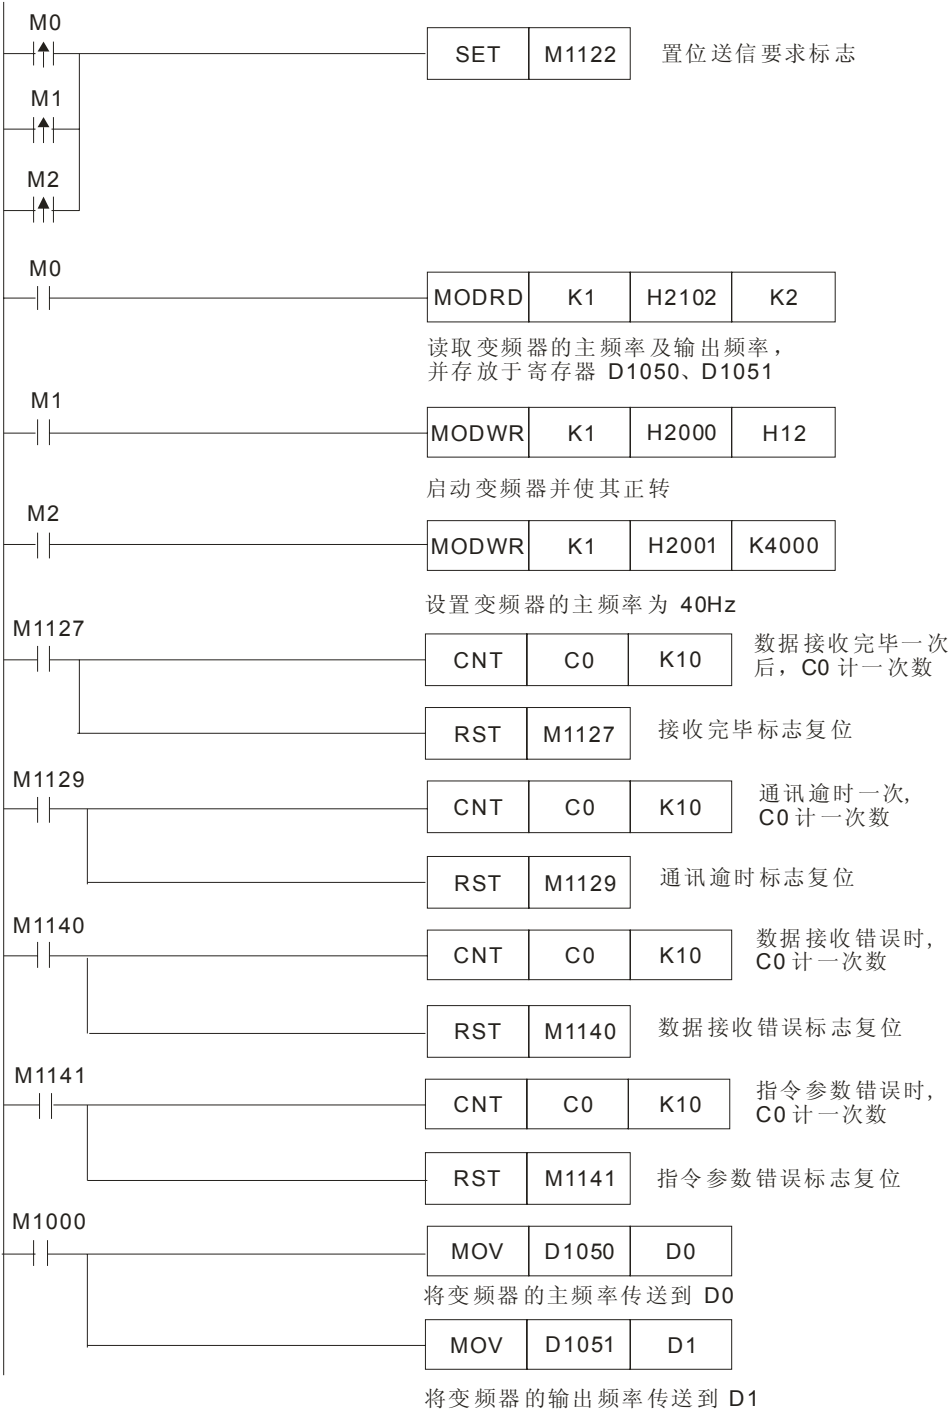 M0
SET M1122 置位送信要求标志
M1
M2
M0
MODRD K1 H2102 K2
读取变频器的主频率及输出频率，
并存放于寄存器 D1050、D1051
M1
MODWR K1 H2000 H12
启动变频器并使其正转
M2
MODWR K1 H2001 K4000
设置变频器的主频率为 40Hz
M1127
CNT C0 K10 数据接收完毕一次
后，C0 计一次数
RST M1127 接收完毕标志复位
M1129
CNT C0 K10 通讯逾时一次,
C0 计一次数
RST M1129 通讯逾时标志复位
M1140
CNT C0 K10 数据接收错误时,
C0 计一次数
RST M1140 数据接收错误标志复位
M1141
CNT C0 K10 指令参数错误时,
C0 计一次数
RST M1141 指令参数错误标志复位
M1000
MOV D1050 D0
将变频器的主频率传送到 D0
MOV D1051 D1
将变频器的输出频率传送到 D1